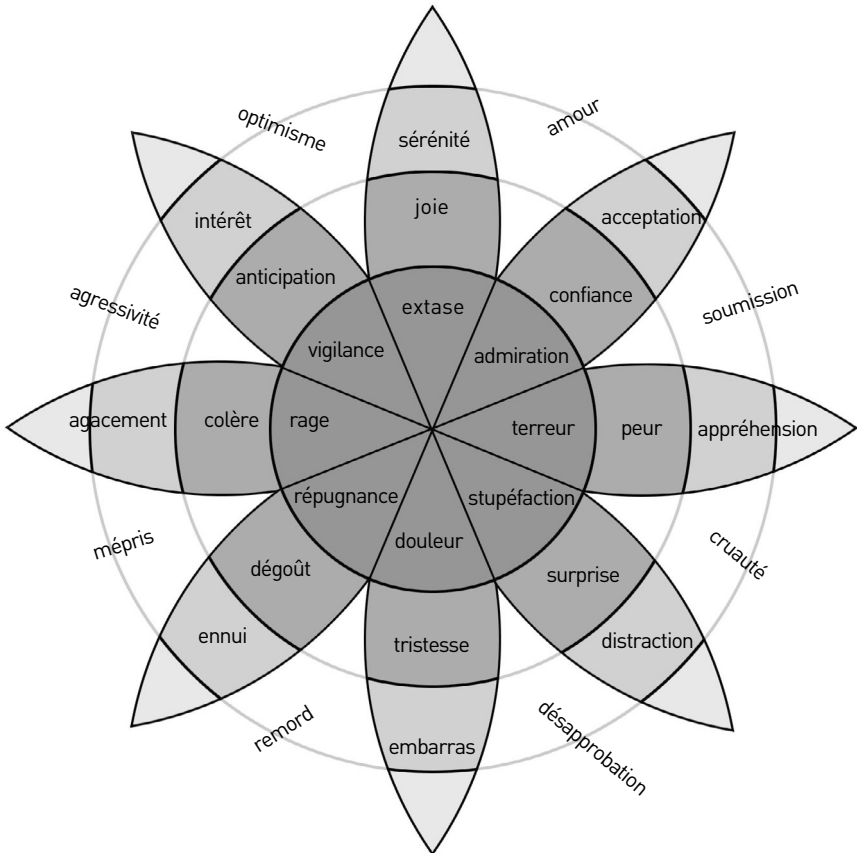 optimisme
amour
sérénité
joie
intérêt
acceptation
anticipation
confiance
agressivité
soumission
extase
vigilance
admiration
agacement
colère
rage
terreur
peur
appréhension
répugnance
stupéfaction
douleur
mépris
cruauté
dégoût
surprise
ennui
tristesse
distraction
remord
désapprobation
embarras